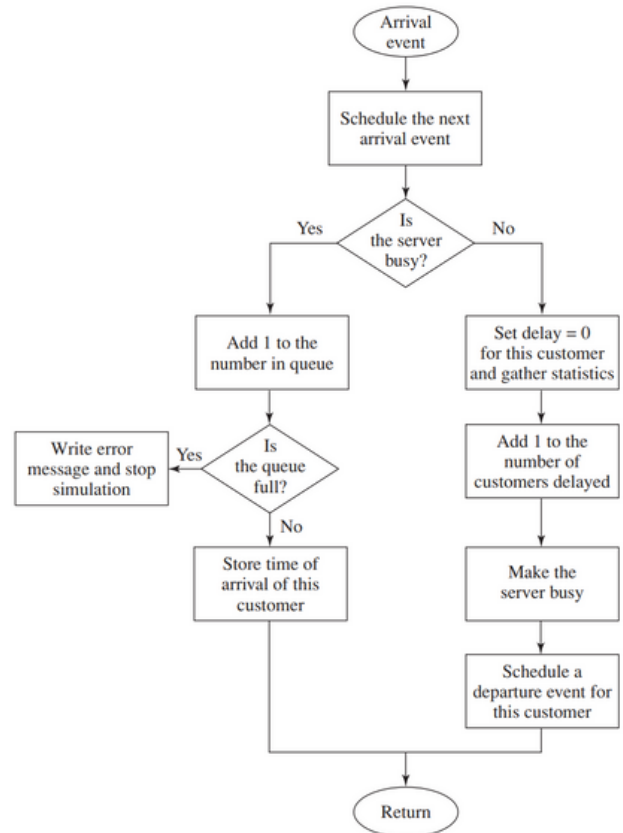 Arrival
event
Schedule the next
arrival event
Is
the server
busy?
Yes
No
Add 1 to the
number in queue
Set delay = 0
for this customer
and gather statistics
Is
the queue
full?
Yes
Write error
message and stop
simulation
No
Add 1 to the
number of
customers delayed
Store time of
arrival of this
customer
Make the
server busy
Schedule a
departure event for
this customer
Return